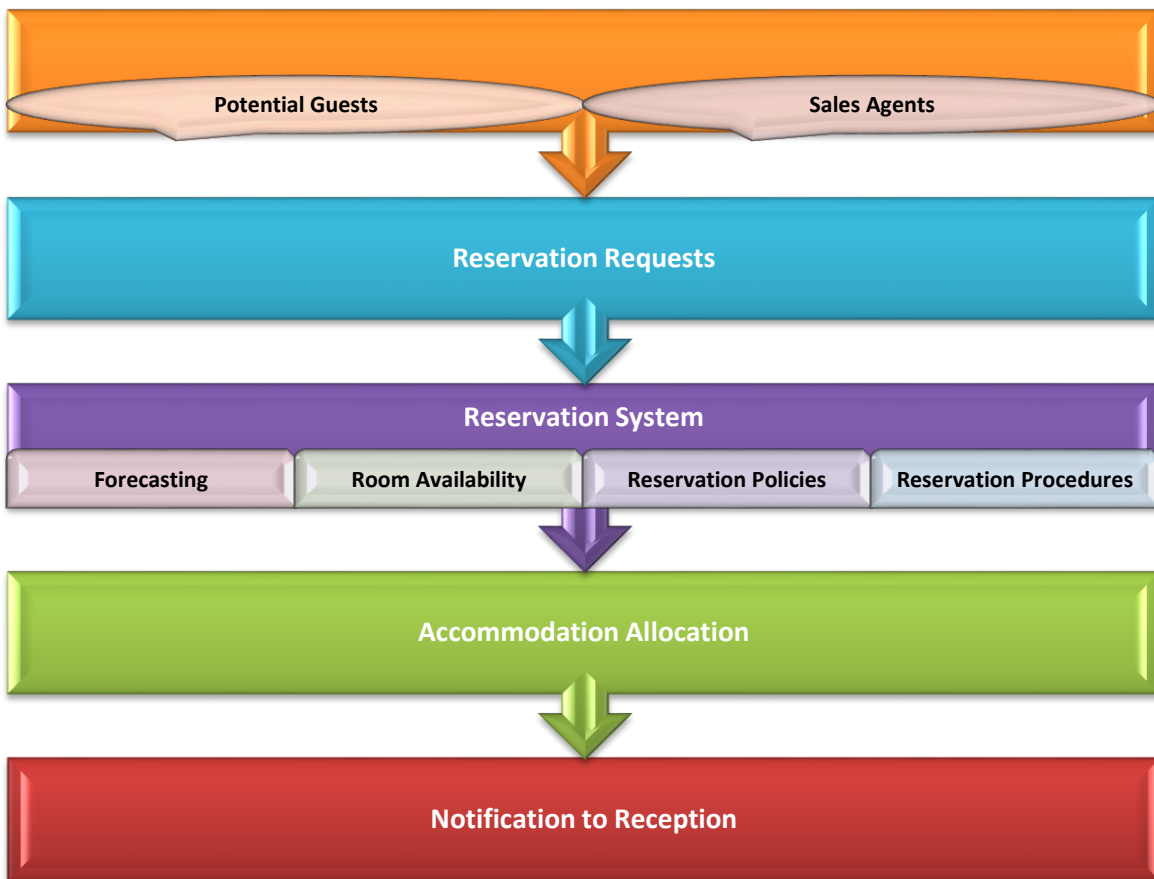 Potential Guests
Sales Agents
Reservation Requests
Reservation System
Forecasting
Room Availability
Reservation Policies
Reservation Procedures
Accommodation Allocation
Notification to Reception